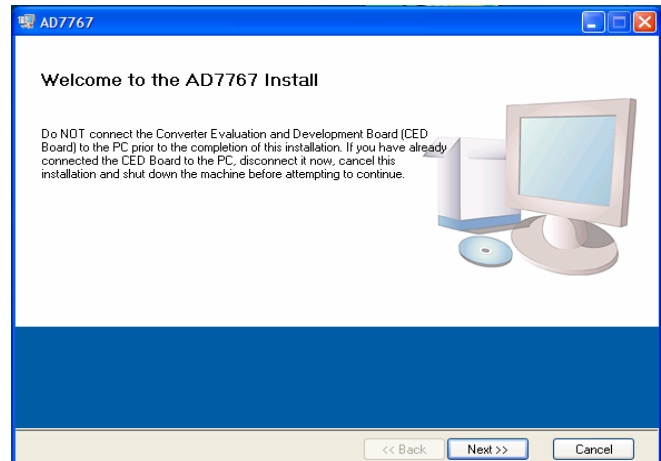 AD7767
Welcome to the AD7767 Install
Do NOT connect the Converter Evaluation and Development Board (CED
Board) to the PC prior to the completion of this installation. If you have already
connected the CED Board to the PC, disconnect it now, cancel this
installation and shut down the machine before attempting to continue.
<< Back Next >> Cancel